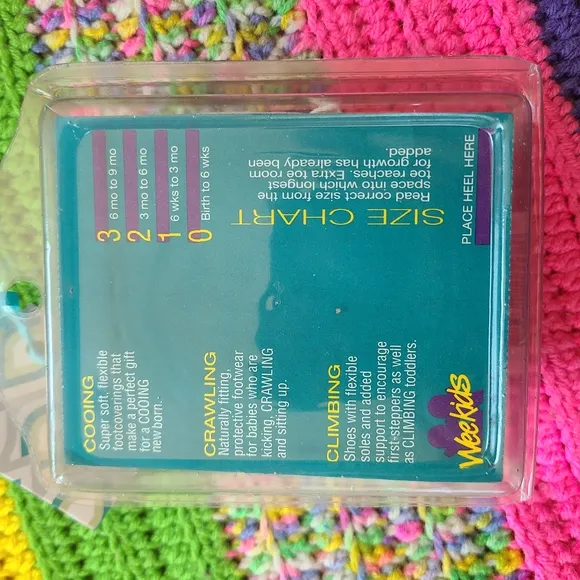 COOING
Super soft, flexible
footcoverings that
make a perfect gift
for a COOING
newborn.
CRAWLING
Naturally fitting,
protective footwear
for babies who are
kicking, CRAWLING
and sitting up.
CLIMBING
Shoes with flexible
soles and added
support to encourage
first-steppers as well
as CLIMBING toddlers.
WeeKids
3 6 mo to 9 mo
2 3 mo to 6 mo
1 6 wks to 3 mo
0 Birth to 6 wks
SIZE CHART
Read correct size from the
space into which longest
toe reaches. Extra toe room
for growth has already been
added.
PLACE HEEL HERE